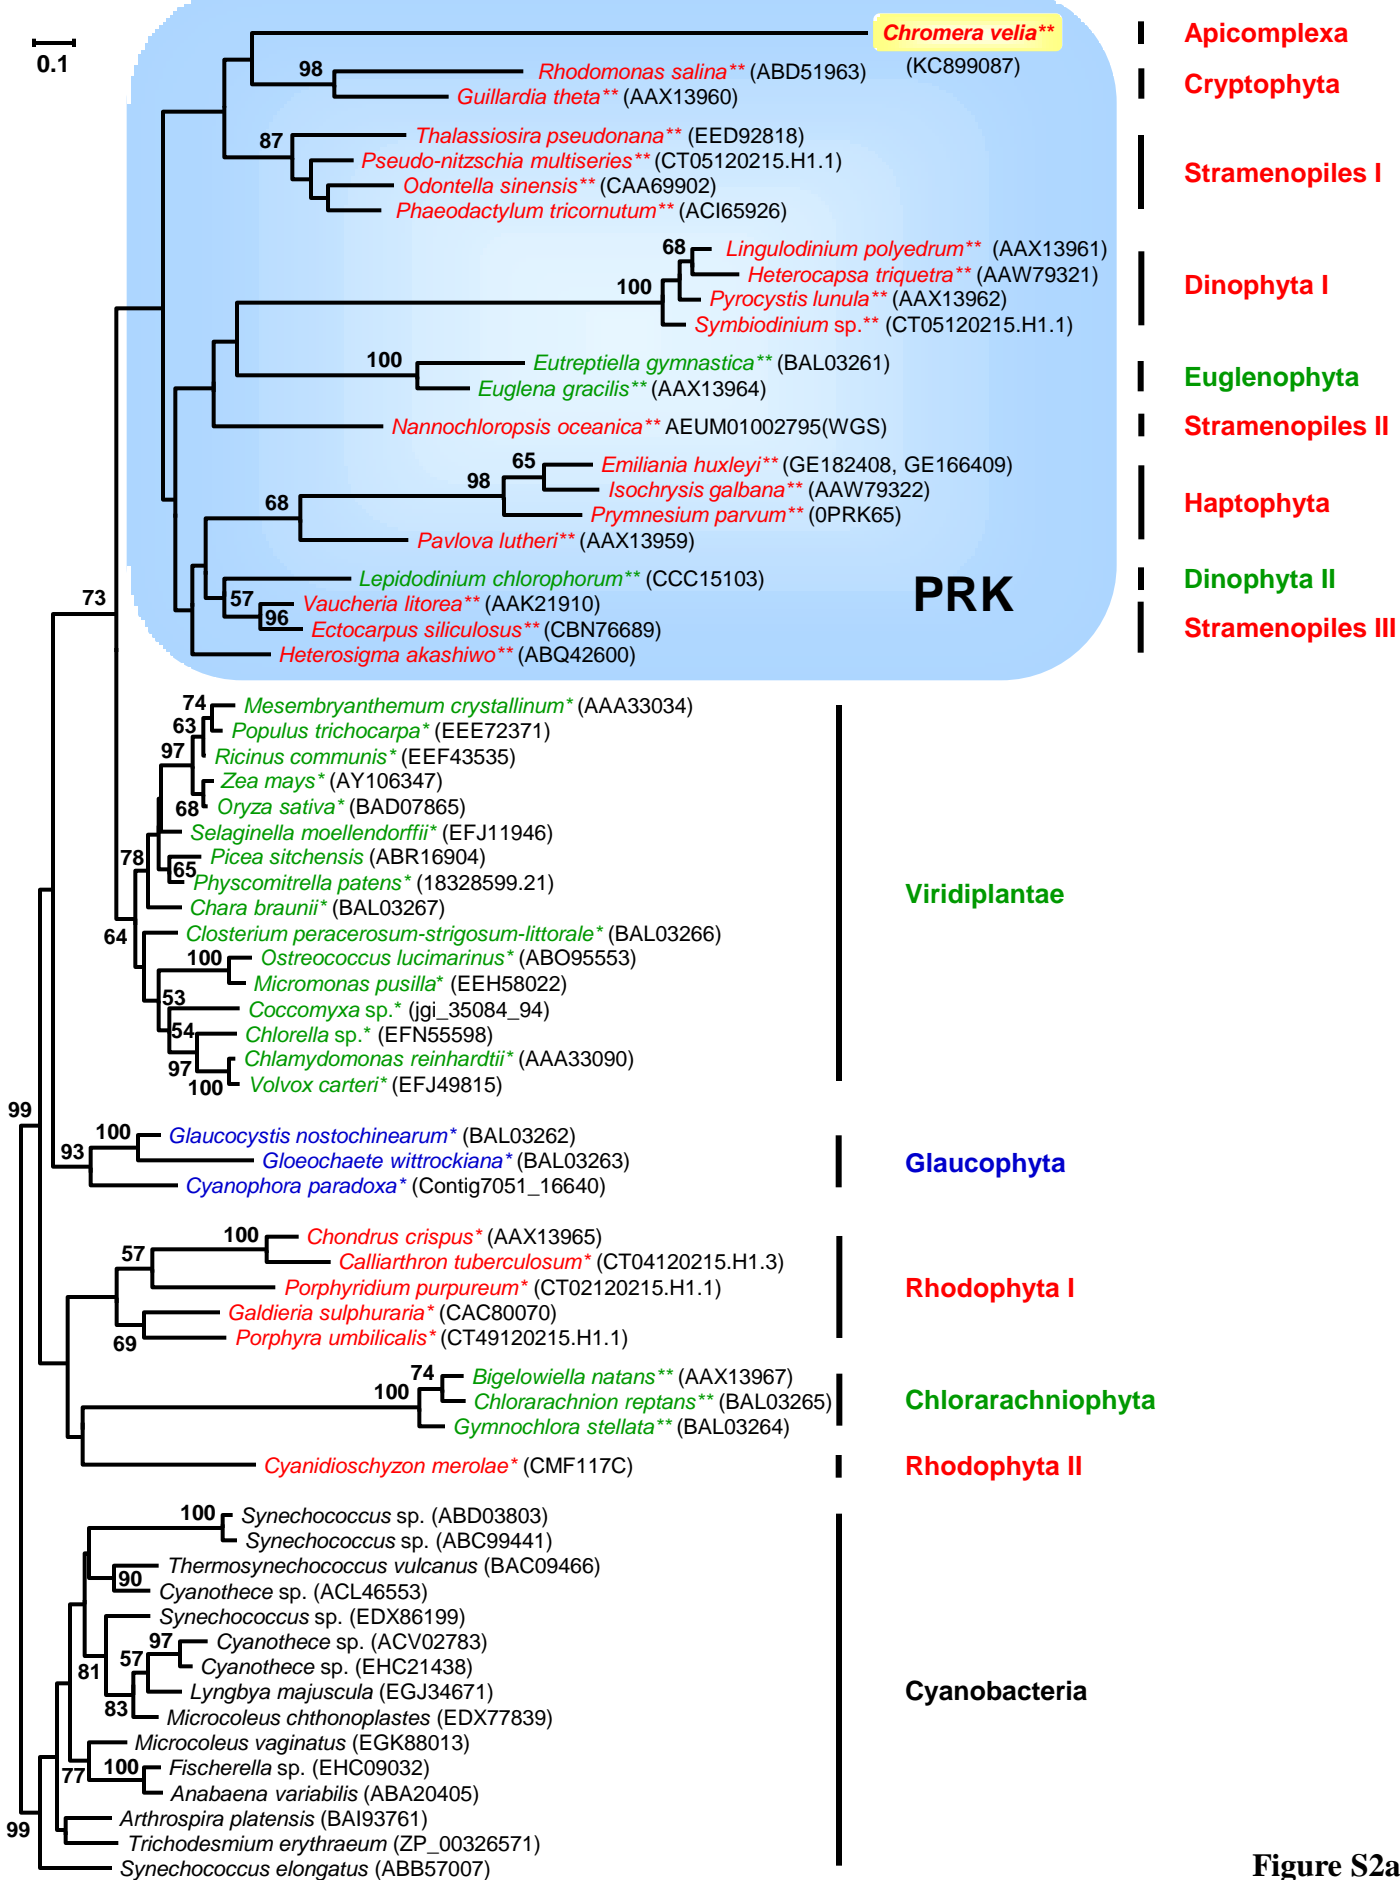 0.1
Chromera velia** Apicomplexa
(KC899087)
98 Rhodomonas salina** (ABD51963) Cryptophyta
Guillardia theta** (AAX13960)
87 Thalassiosira pseudonana** (EED92818)
Pseudo-nitzschia multiseries** (CT05120215.H1.1) Stramenopiles I
Odontella sinensis** (CAA69902)
Phaeodactylum tricornutum** (ACI65926)
68 Lingulodinium polyedrum** (AAX13961)
Heterocapsa triquetra** (AAW79321) Dinophyta I
100 Pyrocystis lunula** (AAX13962)
Symbiodinium sp.** (CT05120215.H1.1)
100 Eutreptiella gymnastica** (BAL03261) Euglenophyta
Euglena gracilis** (AAX13964)
Nannochloropsis oceanica** AEUM01002795(WGS) Stramenopiles II
65 Emiliania huxleyi** (GE182408, GE166409)
98 Isochrysis galbana** (AAW79322) Haptophyta
68 Prymnesium parvum** (0PRK65)
Pavlova lutheri** (AAX13959)
Lepidodinium chlorophorum** (CCC15103) Dinophyta II
PRK
73 57 Vaucheria litorea** (AAK21910)
96 Ectocarpus siliculosus** (CBN76689) Stramenopiles III
Heterosigma akashiwo** (ABQ42600)
74 Mesembryanthemum crystallinum* (AAA33034)
63 Populus trichocarpa* (EEE72371)
97 Ricinus communis* (EEF43535)
Zea mays* (AY106347)
68 Oryza sativa* (BAD07865)
Selaginella moellendorffii* (EFJ11946)
78 Picea sitchensis (ABR16904)
65 Physcomitrella patens* (18328599.21)
Viridiplantae
Chara braunii* (BAL03267)
64 Closterium peracerosum-strigosum-littorale* (BAL03266)
100 Ostreococcus lucimarinus* (ABO95553)
Micromonas pusilla* (EEH58022)
53 Coccomyxa sp.* (jgi_35084_94)
54 Chlorella sp.* (EFN55598)
97 Chlamydomonas reinhardtii* (AAA33090)
100 Volvox carteri* (EFJ49815)
99
100 Glaucocystis nostochinearum* (BAL03262)
93 Gloeochaete wittrockiana* (BAL03263) Glaucophyta
Cyanophora paradoxa* (Contig7051_16640)
100 Chondrus crispus* (AAX13965)
57 Calliarthron tuberculosum* (CT04120215.H1.3)
Porphyridium purpureum* (CT02120215.H1.1) Rhodophyta I
Galdieria sulphuraria* (CAC80070)
69 Porphyra umbilicalis* (CT49120215.H1.1)
74 Bigelowiella natans** (AAX13967)
100 Chlorarachnion reptans** (BAL03265) Chlorarachniophyta
Gymnochlora stellata** (BAL03264)
Cyanidioschyzon merolae* (CMF117C) Rhodophyta II
100 Synechococcus sp. (ABD03803)
Synechococcus sp. (ABC99441)
Thermosynechococcus vulcanus (BAC09466)
90 Cyanothece sp. (ACL46553)
Synechococcus sp. (EDX86199)
97 Cyanothece sp. (ACV02783)
57 Cyanothece sp. (EHC21438)
81 Lyngbya majuscula (EGJ34671) Cyanobacteria
83 Microcoleus chthonoplastes (EDX77839)
Microcoleus vaginatus (EGK88013)
77 100 Fischerella sp. (EHC09032)
Anabaena variabilis (ABA20405)
99 Arthrospira platensis (BAI93761)
Trichodesmium erythraeum (ZP_00326571)
Synechococcus elongatus (ABB57007)
Figure S2a